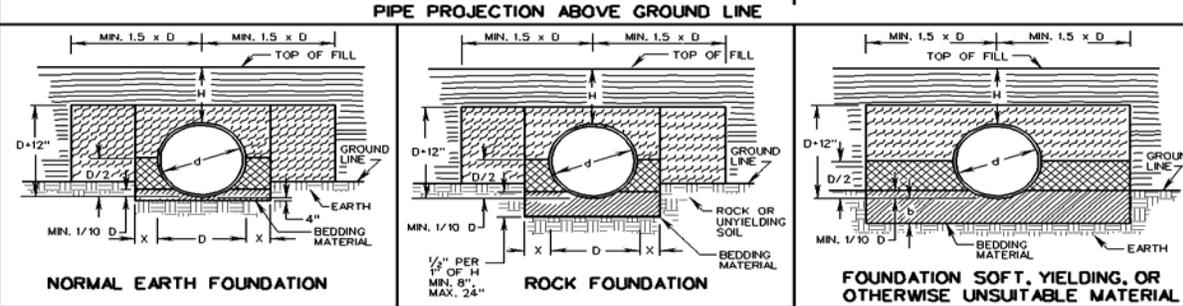 PIPE PROJECTION ABOVE GROUND LINE
MIN. 1.5 x D
MIN. 1.5 x D
TOP OF FILL
H
D+12"
d
D/2
GROUND
LINE
EARTH
4"
MIN. 1/10 D
BEDDING
MATERIAL
X
D
X
NORMAL EARTH FOUNDATION
MIN. 1.5 x D
MIN. 1.5 x D
TOP OF FILL
H
D+12"
d
D/2
GROUND
LINE
MIN. 1/10 D
ROCK OR
UNYIELDING
SOIL
X
D
X
BEDDING
MATERIAL
1/2" PER
1' OF H
MIN. 8",
MAX. 24"
ROCK FOUNDATION
MIN. 1.5 x D
MIN. 1.5 x D
TOP OF FILL
H
D+12"
d
D/2
GROUN
LINE
b
MIN. 1/10 D
BEDDING
MATERIAL
EARTH
FOUNDATION SOFT, YIELDING, OR
OTHERWISE UNSUITABLE MATERIAL